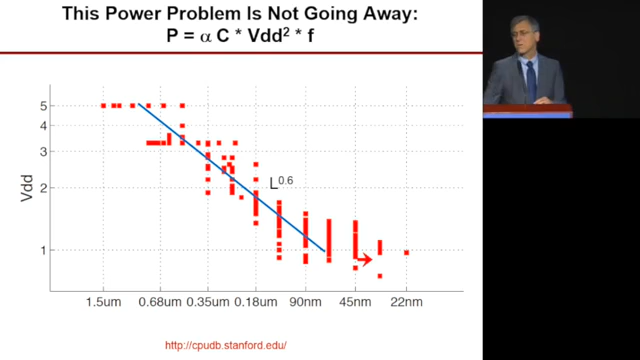 This Power Problem Is Not Going Away:
P = α C * Vdd² * f
5
4
3
2
1
Vdd
L^0.6
1.5um 0.68um 0.35um 0.18um 90nm 45nm 22nm
http://cpudb.stanford.edu/